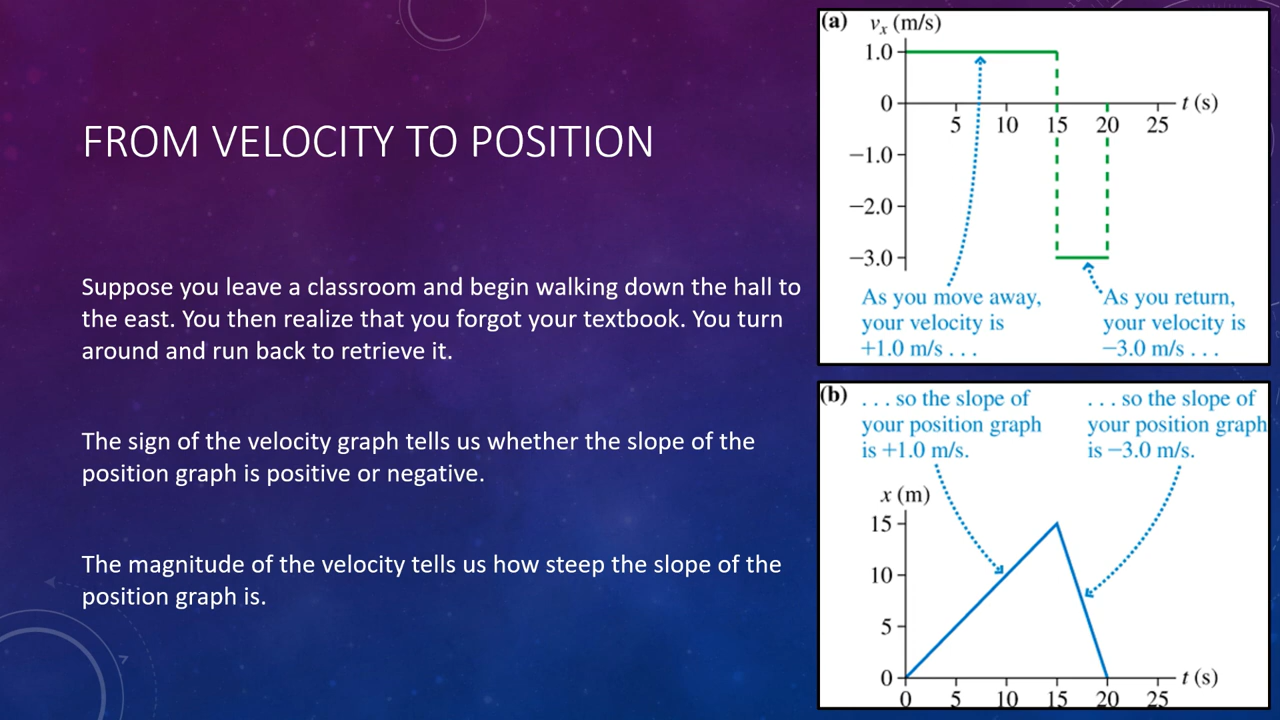 FROM VELOCITY TO POSITION
Suppose you leave a classroom and begin walking down the hall to
the east. You then realize that you forgot your textbook. You turn
around and run back to retrieve it.
The sign of the velocity graph tells us whether the slope of the
position graph is positive or negative.
The magnitude of the velocity tells us how steep the slope of the
position graph is.
(a) vₓ (m/s)
1.0
0
t (s)
5 10 15 20 25
−1.0
−2.0
−3.0
As you move away,
your velocity is
+1.0 m/s . . .
As you return,
your velocity is
−3.0 m/s . . .
(b)
. . . so the slope of
your position graph
is +1.0 m/s.
. . . so the slope of
your position graph
is −3.0 m/s.
x (m)
15
10
5
0
t (s)
0 5 10 15 20 25